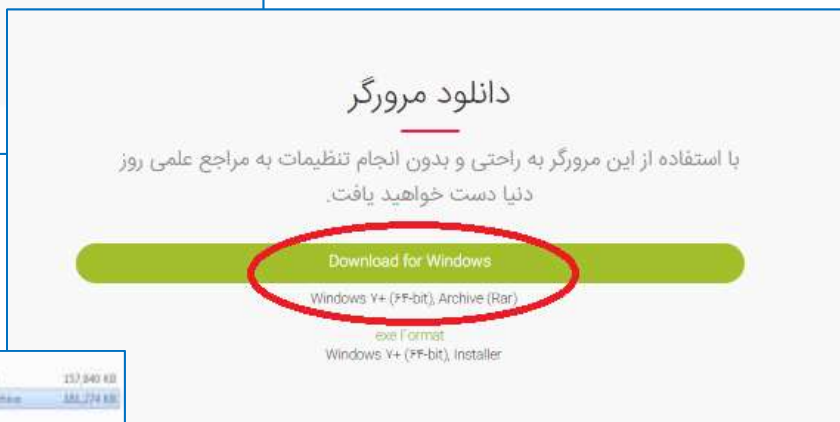 دانلود مرورگر
با استفاده از این مرورگر به راحتی و بدون انجام تنظیمات به مراجع علمی روز
دنیا دست خواهید یافت.
Download for Windows
Windows ۷+ (۶۴-bit), Archive (Rar)
exe Format
Windows ۷+ (۶۴-bit), Installer
157,840 KB
181,274 KB